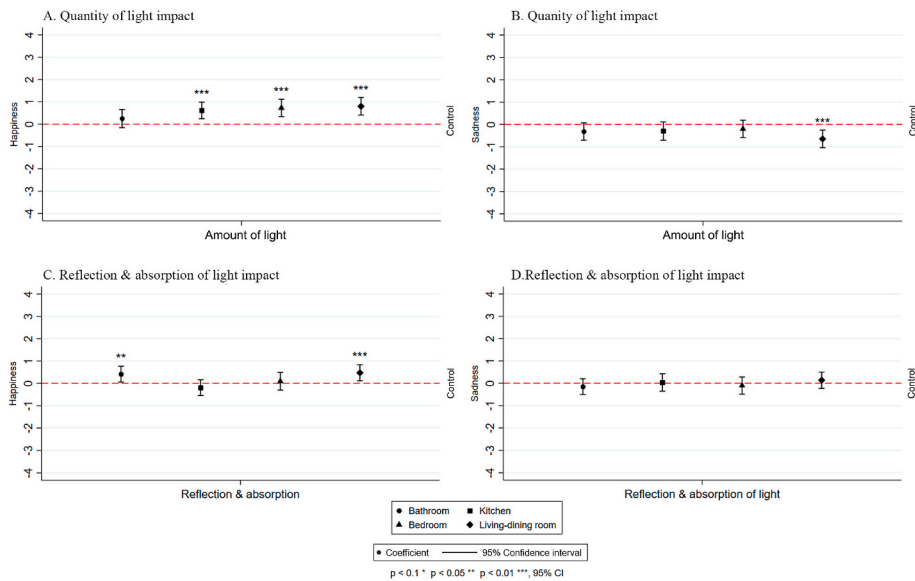 A. Quantity of light impact
4
3
2
1
0
-1
-2
-3
-4
Happiness
Control
***
***
***
Amount of light
B. Quanity of light impact
4
3
2
1
0
-1
-2
-3
-4
Sadness
Control
***
Amount of light
C. Reflection & absorption of light impact
4
3
2
1
0
-1
-2
-3
-4
Happiness
Control
**
***
Reflection & absorption
D.Reflection & absorption of light impact
4
3
2
1
0
-1
-2
-3
-4
Sadness
Control
Reflection & absorption of light
Bathroom Kitchen
Bedroom Living-dining room
Coefficient 95% Confidence interval
p < 0.1 * p < 0.05 ** p < 0.01 ***, 95% CI